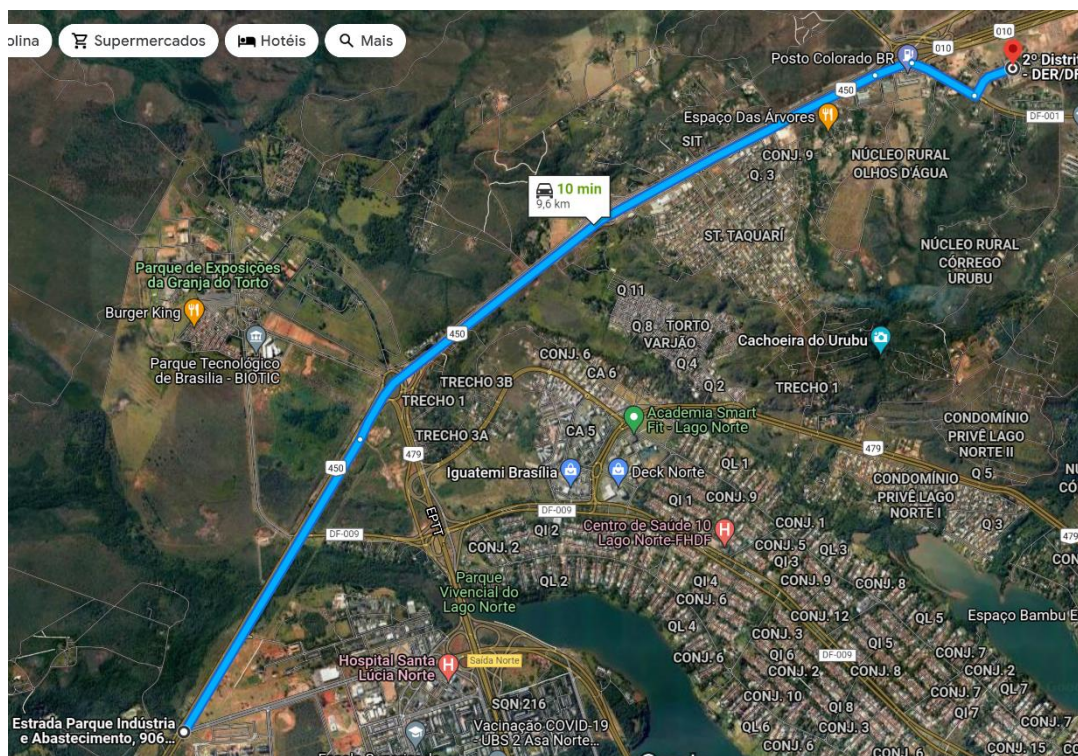 olina
Supermercados
Hotéis
Mais
010
010
Posto Colorado BR
2º Distri
- DER/DF
450
Espaço Das Árvores
DF-001
SIT
CONJ. 9
Q. 3
NÚCLEO RURAL
OLHOS D'ÁGUA
10 min
9,6 km
ST. TAQUARÍ
NÚCLEO RURAL
CÓRREGO
URUBU
Parque de Exposições
da Granja do Torto
Burger King
Q 11
Q 8
TORTO
VARJÃO
Q 4
Q 2
Cachoeira do Urubu
450
Parque Tecnológico
de Brasilia - BIOTIC
CONJ. 6
CA 6
TRECHO 3B
TRECHO 1
TRECHO 1
Academia Smart
Fit - Lago Norte
TRECHO 3A
CA 5
CONDOMÍNIO
PRIVÊ LAGO
NORTE II
479
479
450
Iguatemi Brasília
Deck Norte
QL 1
Q 5
CONJ. 9
QI 1
CONDOMÍNIO
PRIVÊ LAGO
NORTE I
Q 3
EPTT
DF-009
DF-009
QI 2
Centro de Saúde 10
Lago Norte-FHDF
CONJ. 1
CONJ. 5
QL 3
479
CONJ. 2
QI 3
CONJ. 9
CONJ. 8
Parque
Vivencial do
Lago Norte
QL 2
QI 4
CONJ. 6
CONJ. 12
QL 5
Espaço Bambu E
QL 4
CONJ. 3
QI 5
Hospital Santa
Lúcia Norte
Saída Norte
CONJ. 6
QI 6
DF-009
CONJ. 7
CONJ. 2
CONJ. 8
CONJ. 2
SQN 216
CONJ. 10
CONJ. 7
QL 7
Estrada Parque Indústria
e Abastecimento, 906...
Vacinação COVID-19
- UBS 2 Asa Norte...
QI 8
QI 7
CONJ. 7
QL 6
CONJ. 3
CONJ. 6
CONJ. 15